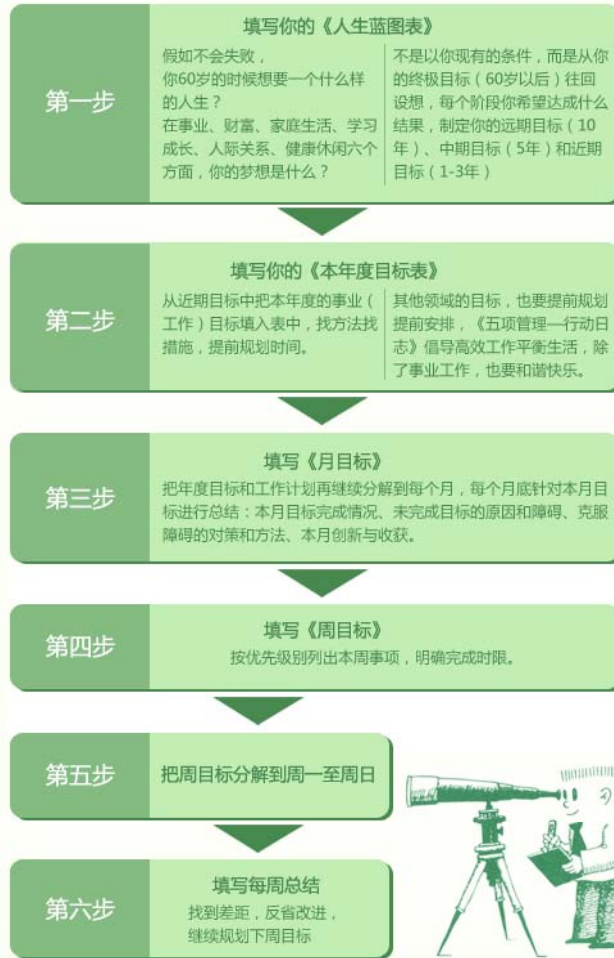 第一步
填写你的《人生蓝图表》
假如不会失败，
你60岁的时候想要一个什么样
的人生？
在事业、财富、家庭生活、学习
成长、人际关系、健康休闲六个
方面，你的梦想是什么？
不是以你现有的条件，而是从你
的终极目标（60岁以后）往回
设想，每个阶段你希望达成什么
结果，制定你的远期目标（10
年）、中期目标（5年）和近期
目标（1-3年）
第二步
填写你的《本年度目标表》
从近期目标中把本年度的事业（
工作）目标填入表中，找方法找
措施，提前规划时间。
其他领域的目标，也要提前规划
提前安排，《五项管理—行动日
志》倡导高效工作平衡生活，除
了事业工作，也要和谐快乐。
第三步
填写《月目标》
把年度目标和工作计划再继续分解到每个月，每个月底针对本月目
标进行总结：本月目标完成情况、未完成目标的原因和障碍、克服
障碍的对策和方法、本月创新与收获。
第四步
填写《周目标》
按优先级别列出本周事项，明确完成时限。
第五步
把周目标分解到周一至周日
第六步
填写每周总结
找到差距，反省改进，
继续规划下周目标